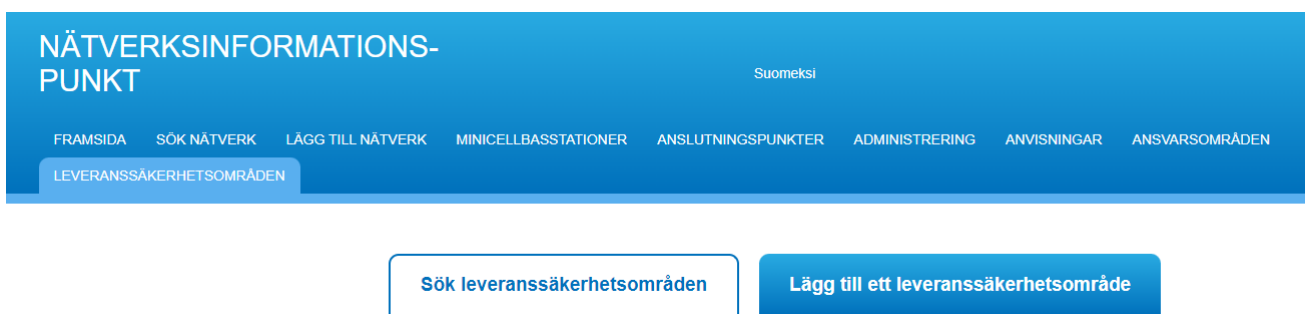 NÄTVERKSINFORMATIONS-
PUNKT
Suomeksi
FRAMSIDA SÖK NÄTVERK LÄGG TILL NÄTVERK MINICELLBASSTATIONER ANSLUTNINGSPUNKTER ADMINISTRERING ANVISNINGAR ANSVARSOMRÅDEN
LEVERANSSÄKERHETSOMRÅDEN
Sök leveranssäkerhetsområden Lägg till ett leveranssäkerhetsområde